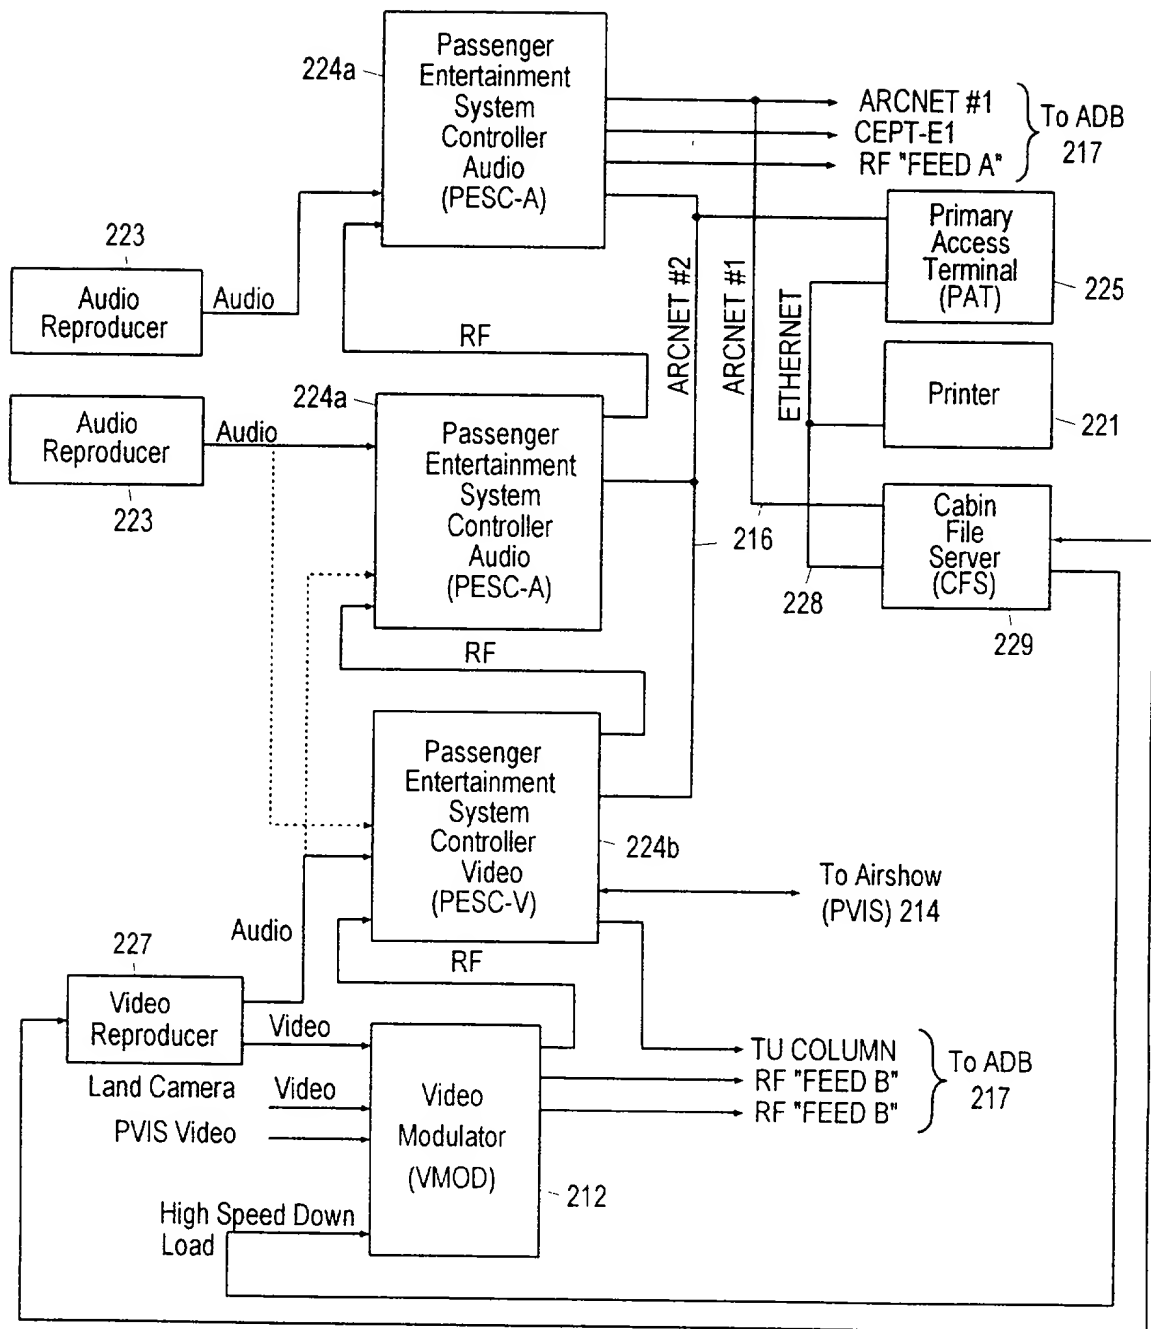 Passenger
Entertainment
System
Controller
Audio
(PESC-A)
224a
ARCNET #1
CEPT-E1
RF "FEED A"
To ADB
217
223
Audio
Reproducer
Audio
RF
ARCNET #2
ARCNET #1
ETHERNET
Primary
Access
Terminal
(PAT)
225
Printer
221
224a
Audio
Reproducer
223
Audio
Passenger
Entertainment
System
Controller
Audio
(PESC-A)
216
Cabin
File
Server
(CFS)
228
229
RF
Passenger
Entertainment
System
Controller
Video
(PESC-V)
224b
To Airshow
(PVIS) 214
Audio
227
Video
Reproducer
RF
Video
Land Camera
Video
PVIS Video
Video
Modulator
(VMOD)
212
TU COLUMN
RF "FEED B"
RF "FEED B"
To ADB
217
High Speed Down
Load